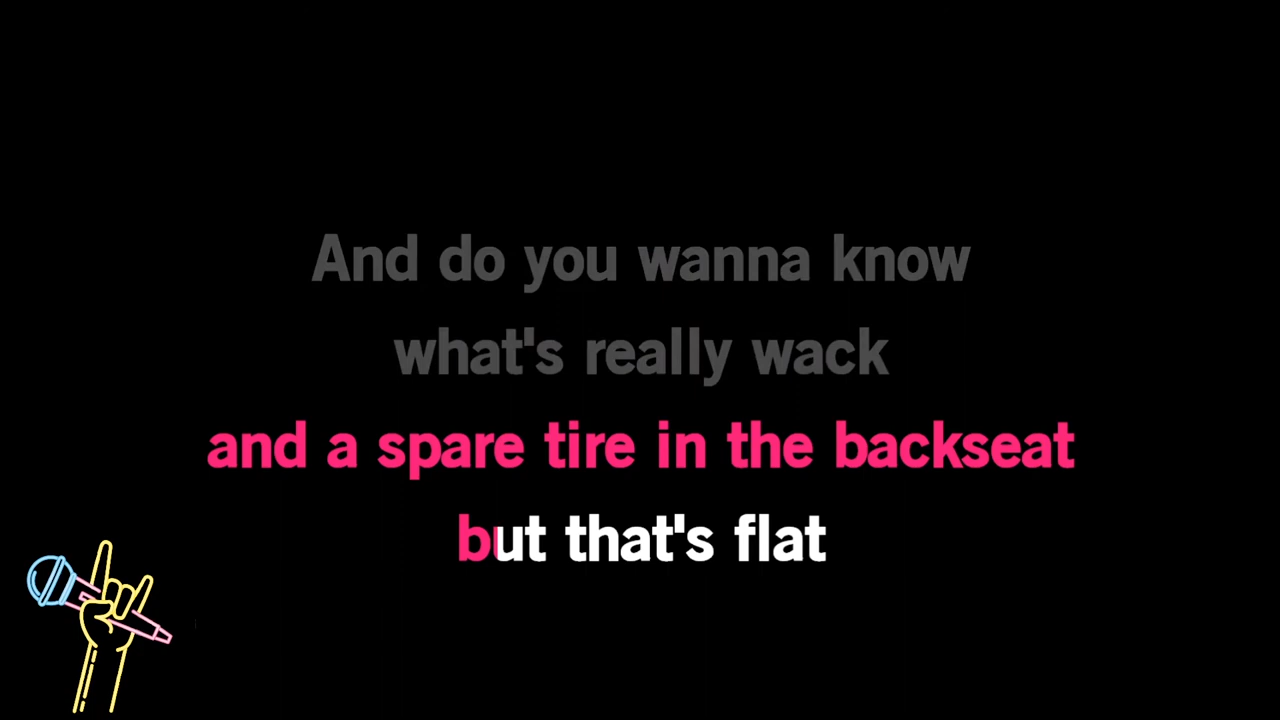 And do you wanna know
what's really wack
and a spare tire in the backseat
but that's flat